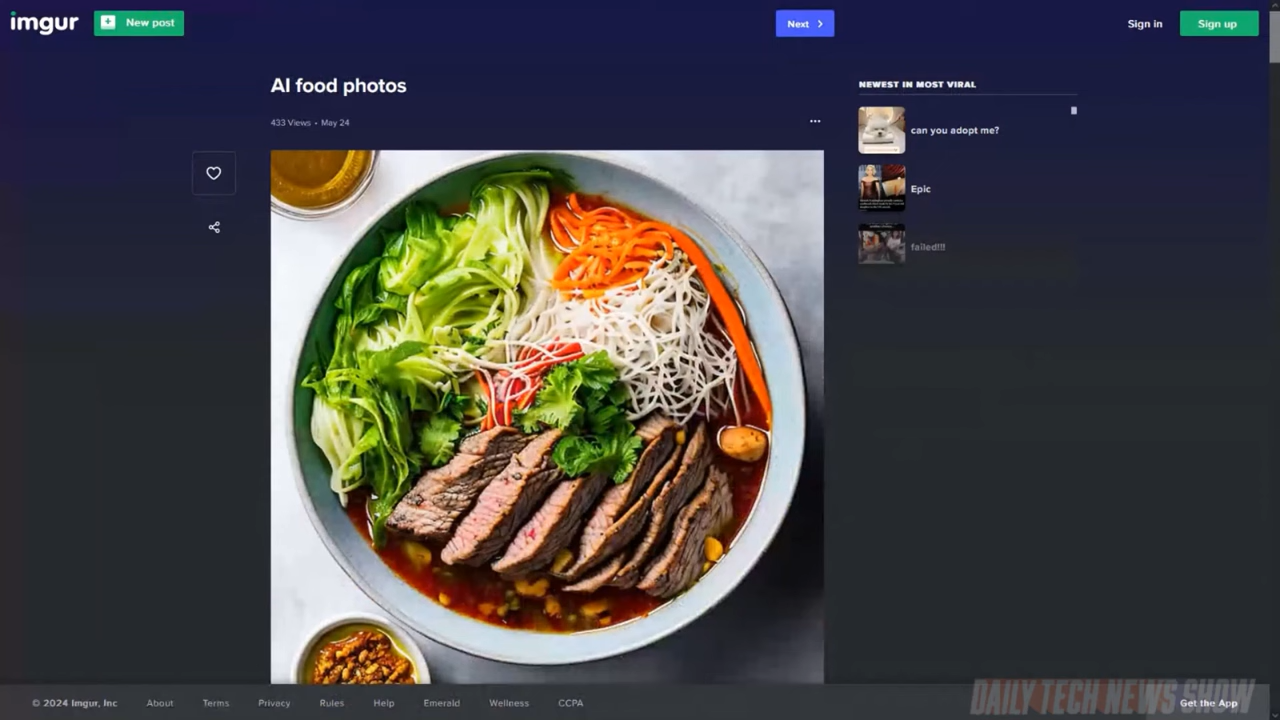 imgur
New post
Next
Sign in
Sign up
AI food photos
433 Views • May 24
NEWEST IN MOST VIRAL
can you adopt me?
Epic
failed!!!
© 2024 Imgur, Inc
About
Terms
Privacy
Rules
Help
Emerald
Wellness
CCPA
Get the App
DAILY TECH NEWS SHOW